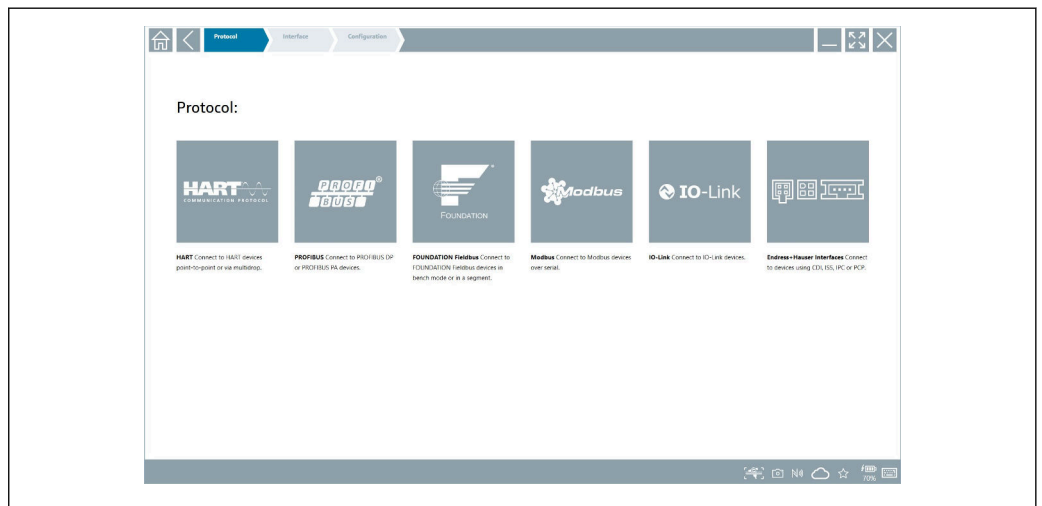 Protocol
Interface
Configuration
Protocol:
HART
COMMUNICATION PROTOCOL
PROFI
BUS
®
FOUNDATION
Modbus
IO-Link
HART Connect to HART devices
point-to-point or via multidrop.
PROFIBUS Connect to PROFIBUS DP
or PROFIBUS PA devices.
FOUNDATION Fieldbus Connect to
FOUNDATION Fieldbus devices in
bench mode or in a segment.
Modbus Connect to Modbus devices
over serial.
IO-Link Connect to IO-Link devices.
Endress+Hauser Interfaces Connect
to devices using CDI, ISS, IPC or PCP.
70%